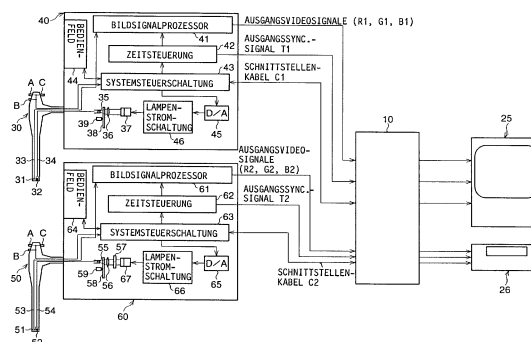 40
BILDSIGNALPROZESSOR
41
BEDIEN-
FELD
44
ZEITSTEUERUNG
42
SYSTEMSTEUERSCHALTUNG
43
AUSGANGSVIDEOSIGNALE (R1, G1, B1)
AUSGANGSSYNC.-
SIGNAL T1
SCHNITTSTELLEN-
KABEL C1
A C
B
30
33 34
31
32
35
39
38 36
37
LAMPEN-
STROM-
SCHALTUNG
46
D/A
45
10
25
26
BILDSIGNALPROZESSOR
61
BEDIEN-
FELD
64
ZEITSTEUERUNG
62
SYSTEMSTEUERSCHALTUNG
63
AUSGANGSVIDEO-
SIGNALE
(R2, G2, B2)
AUSGANGSSYNC.-
SIGNAL T2
SCHNITTSTELLEN-
KABEL C2
A C
B
50
53 54
51
52
55 57
59
58 56
67
LAMPEN-
STROM-
SCHALTUNG
66
D/A
65
60